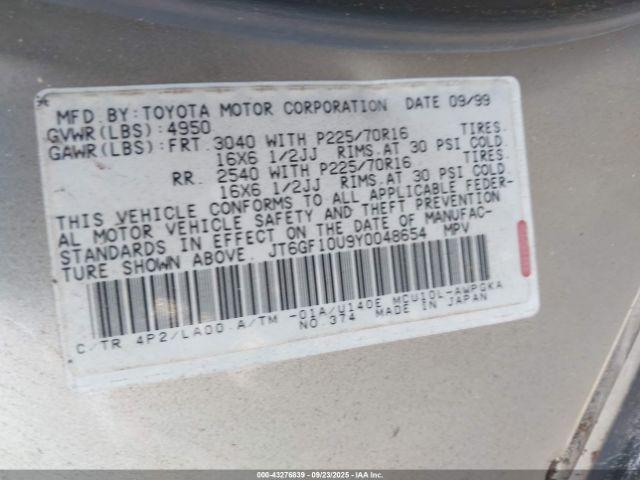 MFD. BY: TOYOTA MOTOR CORPORATION DATE 09/99
GVWR(LBS):4950
GAWR(LBS):FRT. 3040 WITH P225/70R16 TIRES.
16X6 1/2JJ RIMS.AT 30 PSI COLD.
RR. 2540 WITH P225/70R16 TIRES.
16X6 1/2JJ RIMS.AT 30 PSI COLD.
THIS VEHICLE CONFORMS TO ALL APPLICABLE FEDER-
AL MOTOR VEHICLE SAFETY AND THEFT PREVENTION
STANDARDS IN EFFECT ON THE DATE OF MANUFAC-
TURE SHOWN ABOVE. JT6GF10U9Y0048654 MPV
C/TR 4P2/LA00 A/TM -01A/U140E MCU10L-AWPGKA
NO.374 MADE IN JAPAN
000-43276839 - 09/23/2025 - IAAI.com